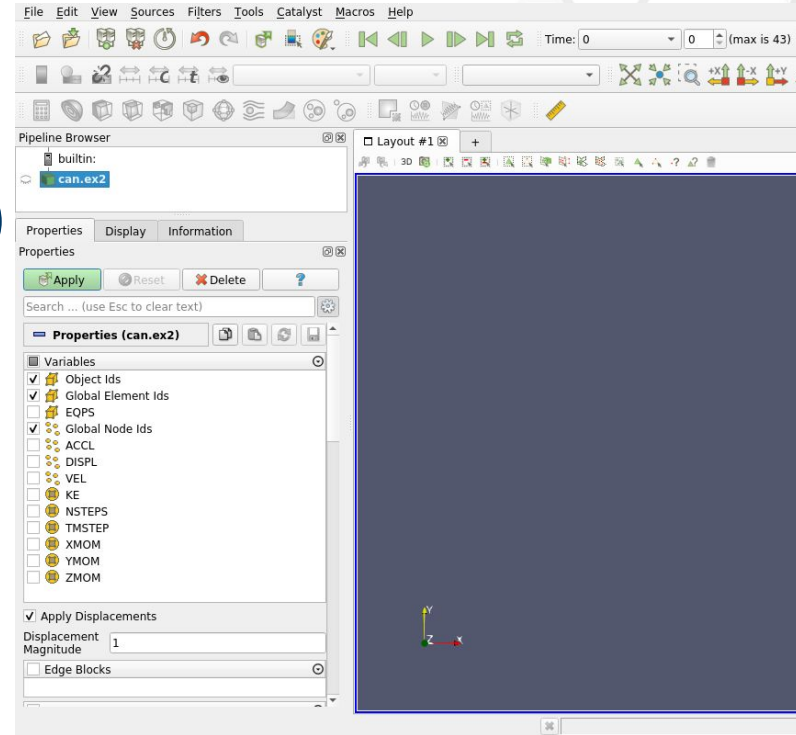 File Edit View Sources Filters Tools Catalyst Macros Help
Time: 0 0 (max is 43)
+X -X +Y
Pipeline Browser
Layout #1 +
builtin:
3D
can.ex2
Properties Display Information
Properties
Apply Reset Delete ?
Search ... (use Esc to clear text)
Properties (can.ex2)
Variables
Object Ids
Global Element Ids
EQPS
Global Node Ids
ACCL
DISPL
VEL
KE
NSTEPS
TMSTEP
XMOM
YMOM
ZMOM
Apply Displacements
Displacement
Magnitude 1
Edge Blocks
Y
Z X